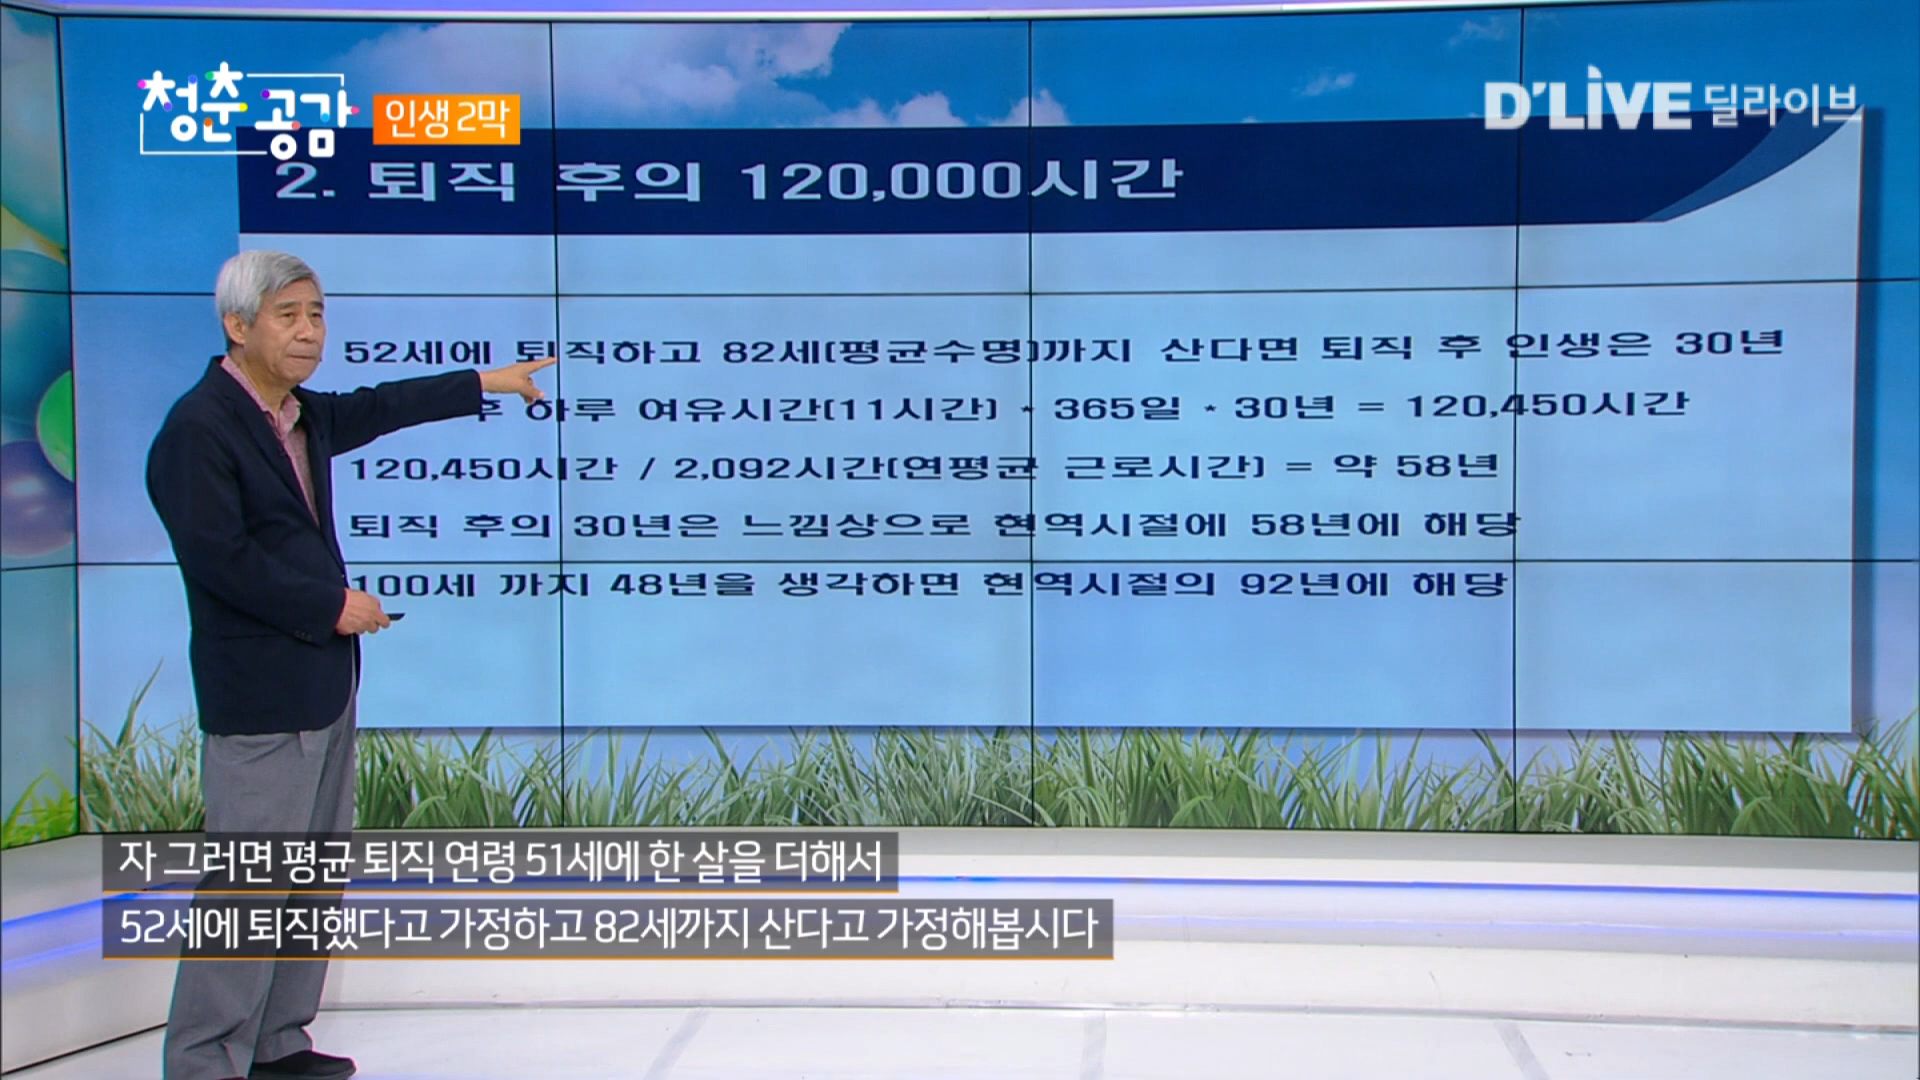 청춘 공감 인생 2막
D'LIVE 딜라이브
2. 퇴직 후의 120,000시간
52세에 퇴직하고 82세(평균수명)까지 산다면 퇴직 후 인생은 30년
후 하루 여유시간(11시간) * 365일 * 30년 = 120,450시간
120,450시간 / 2,092시간(연평균 근로시간) = 약 58년
퇴직 후의 30년은 느낌상으로 현역시절에 58년에 해당
100세 까지 48년을 생각하면 현역시절의 92년에 해당
자 그러면 평균 퇴직 연령 51세에 한 살을 더해서
52세에 퇴직했다고 가정하고 82세까지 산다고 가정해봅시다